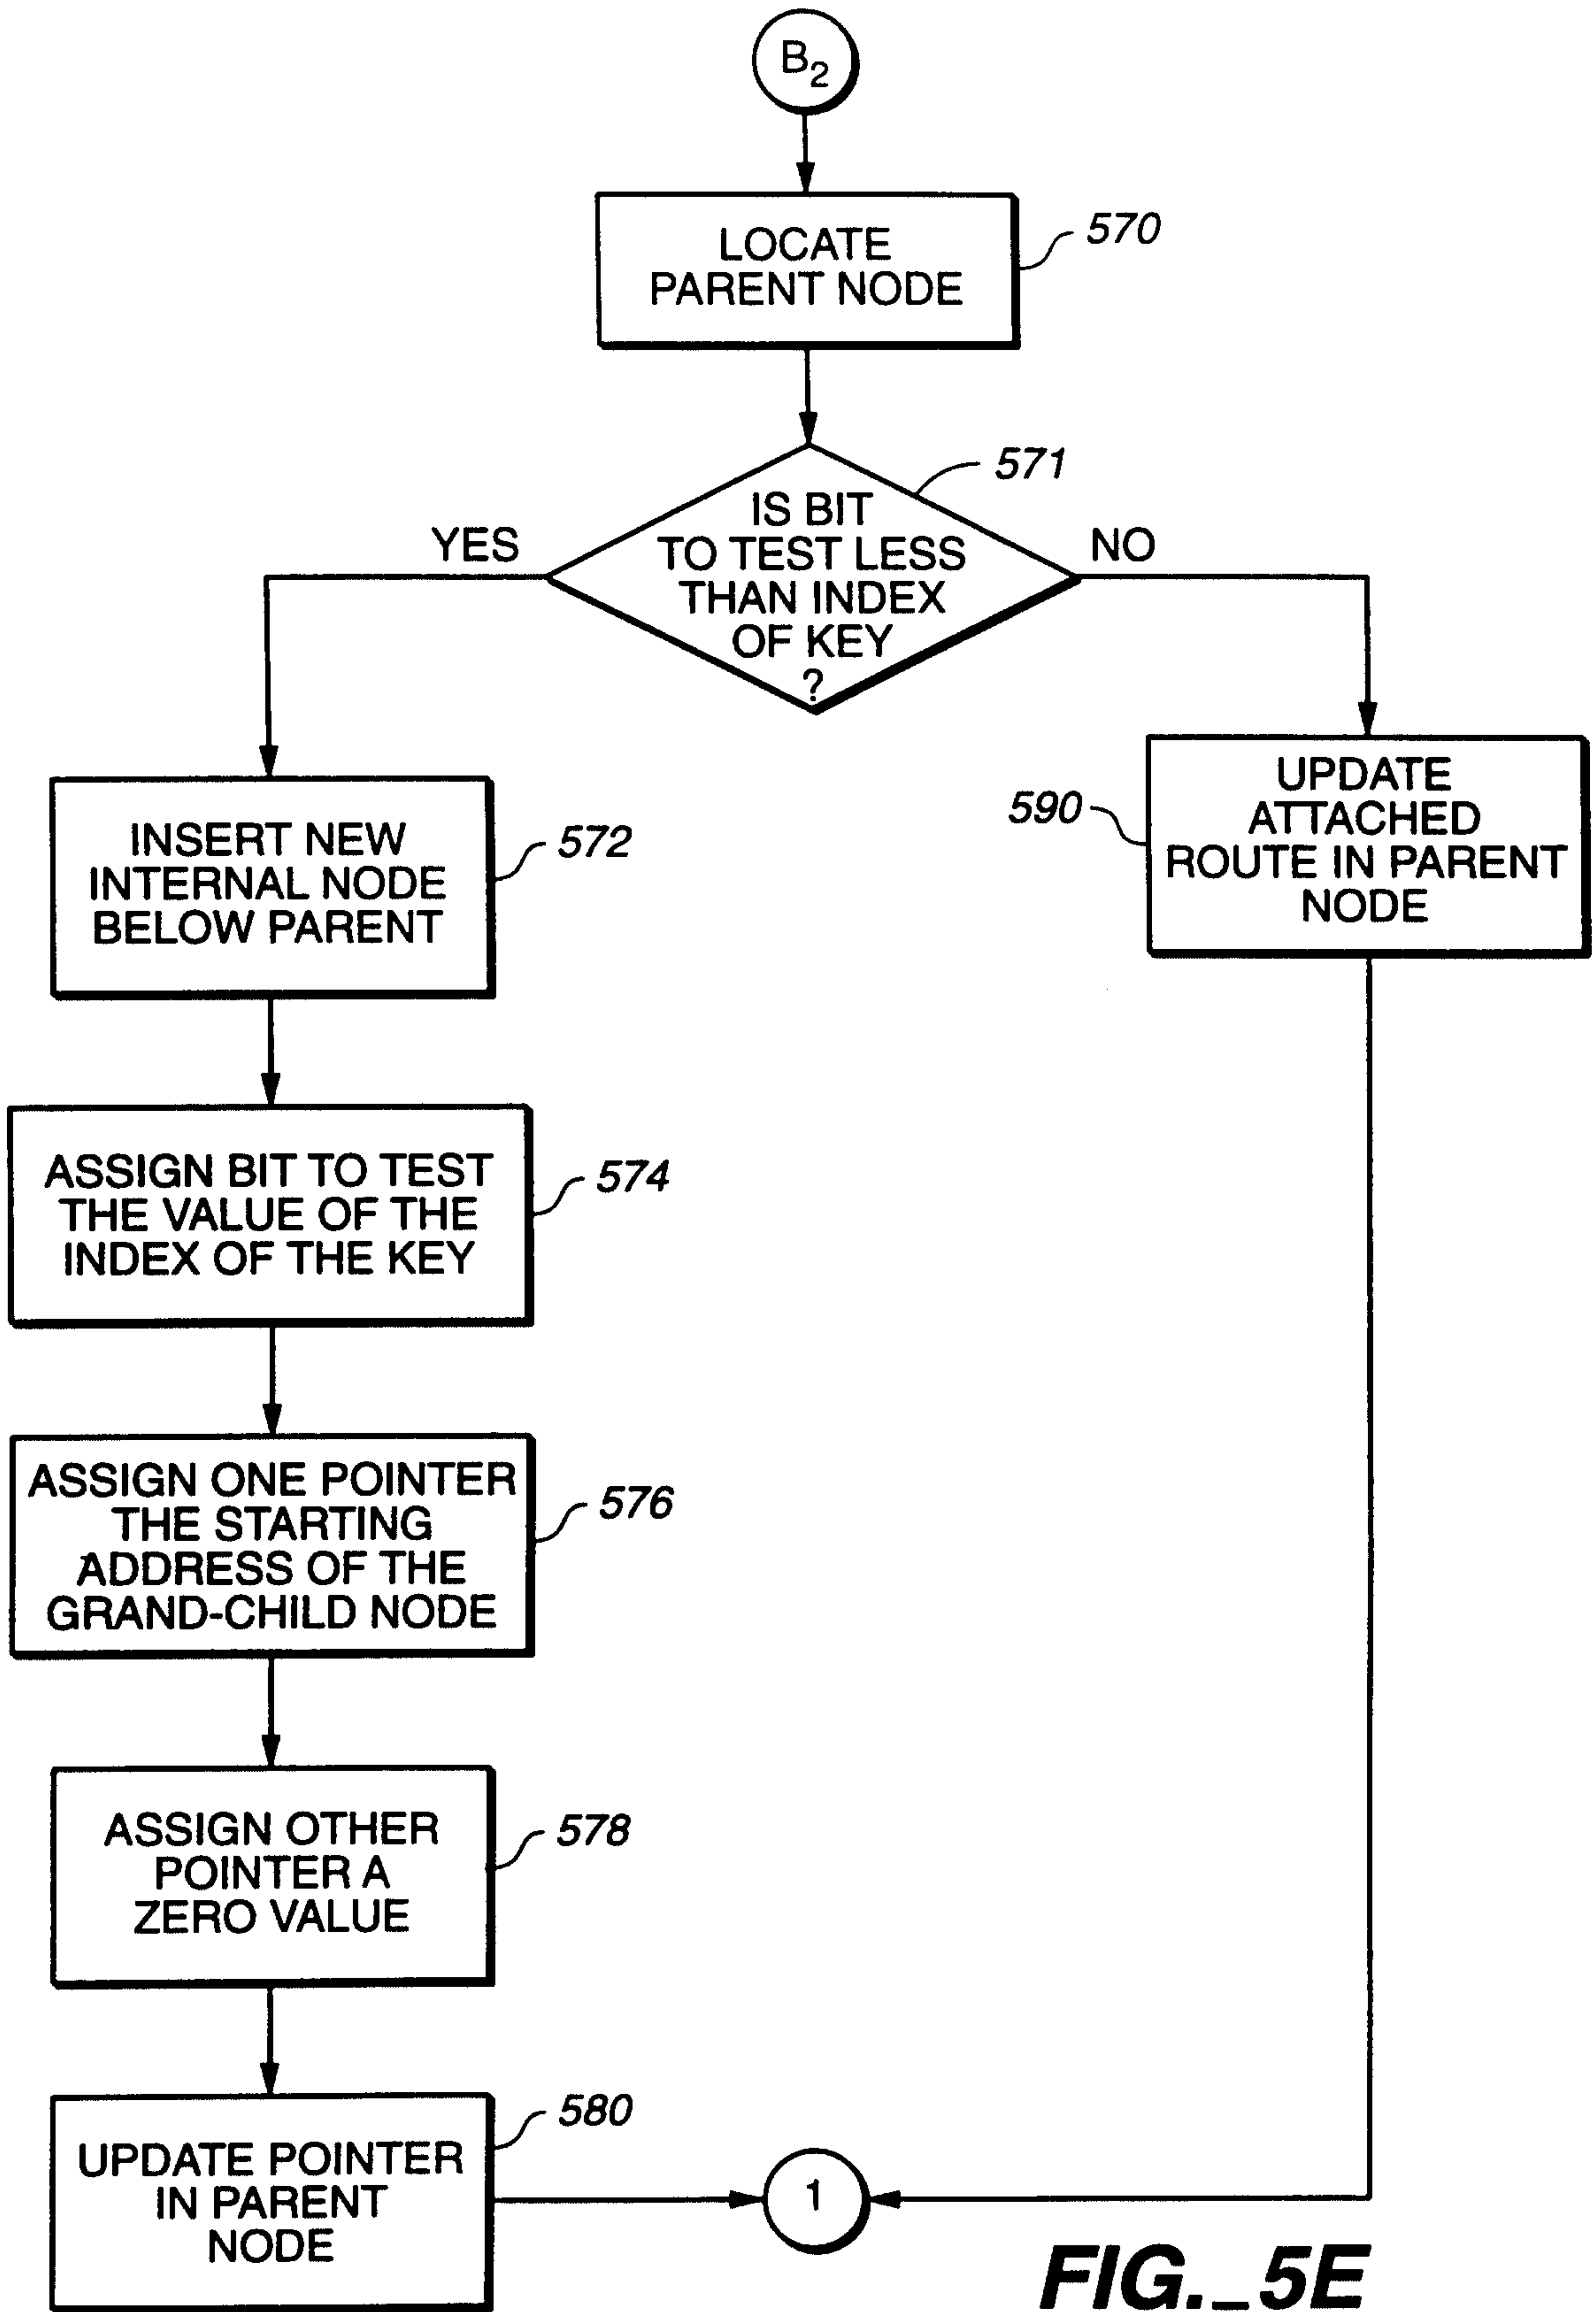 B2
LOCATE
PARENT NODE
570
571
IS BIT
TO TEST LESS
THAN INDEX
OF KEY
?
YES
NO
INSERT NEW
INTERNAL NODE
BELOW PARENT
572
UPDATE
ATTACHED
ROUTE IN PARENT
NODE
590
ASSIGN BIT TO TEST
THE VALUE OF THE
INDEX OF THE KEY
574
ASSIGN ONE POINTER
THE STARTING
ADDRESS OF THE
GRAND-CHILD NODE
576
ASSIGN OTHER
POINTER A
ZERO VALUE
578
UPDATE POINTER
IN PARENT
NODE
580
1
FIG._5E